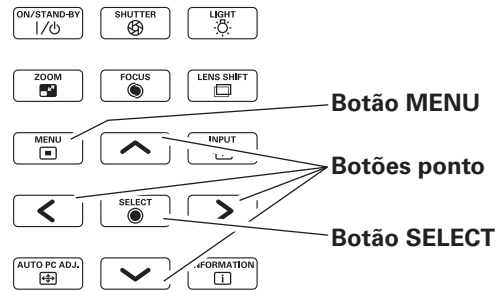 ON/STAND-BY SHUTTER LIGHT
ZOOM FOCUS LENS SHIFT
Botão MENU
MENU INPUT
Botões ponto
SELECT
Botão SELECT
AUTO PC ADJ. INFORMATION